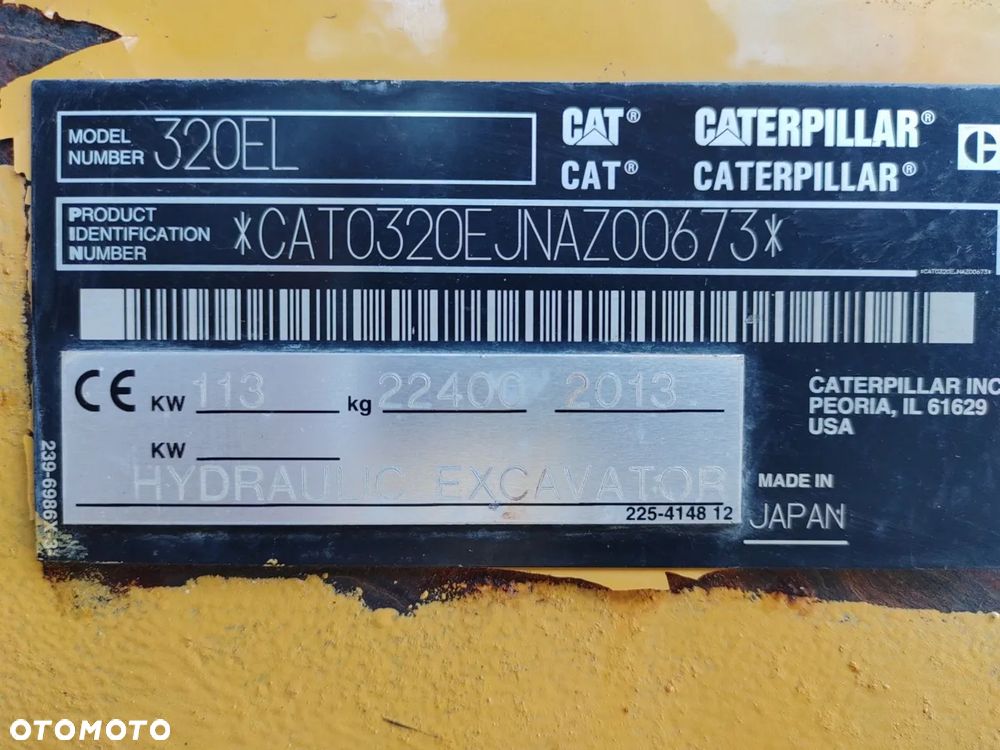 MODEL NUMBER 320EL
CAT® CATERPILLAR®
CAT® CATERPILLAR®
PRODUCT
IDENTIFICATION
NUMBER
*CAT0320EJNAZ00673*
*CAT0320EJNAZ00673*
CE KW 113 kg 22400 2013
KW
HYDRAULIC EXCAVATOR
225-4148 12
CATERPILLAR INC
PEORIA, IL 61629
USA
MADE IN
JAPAN
OTOMOTO